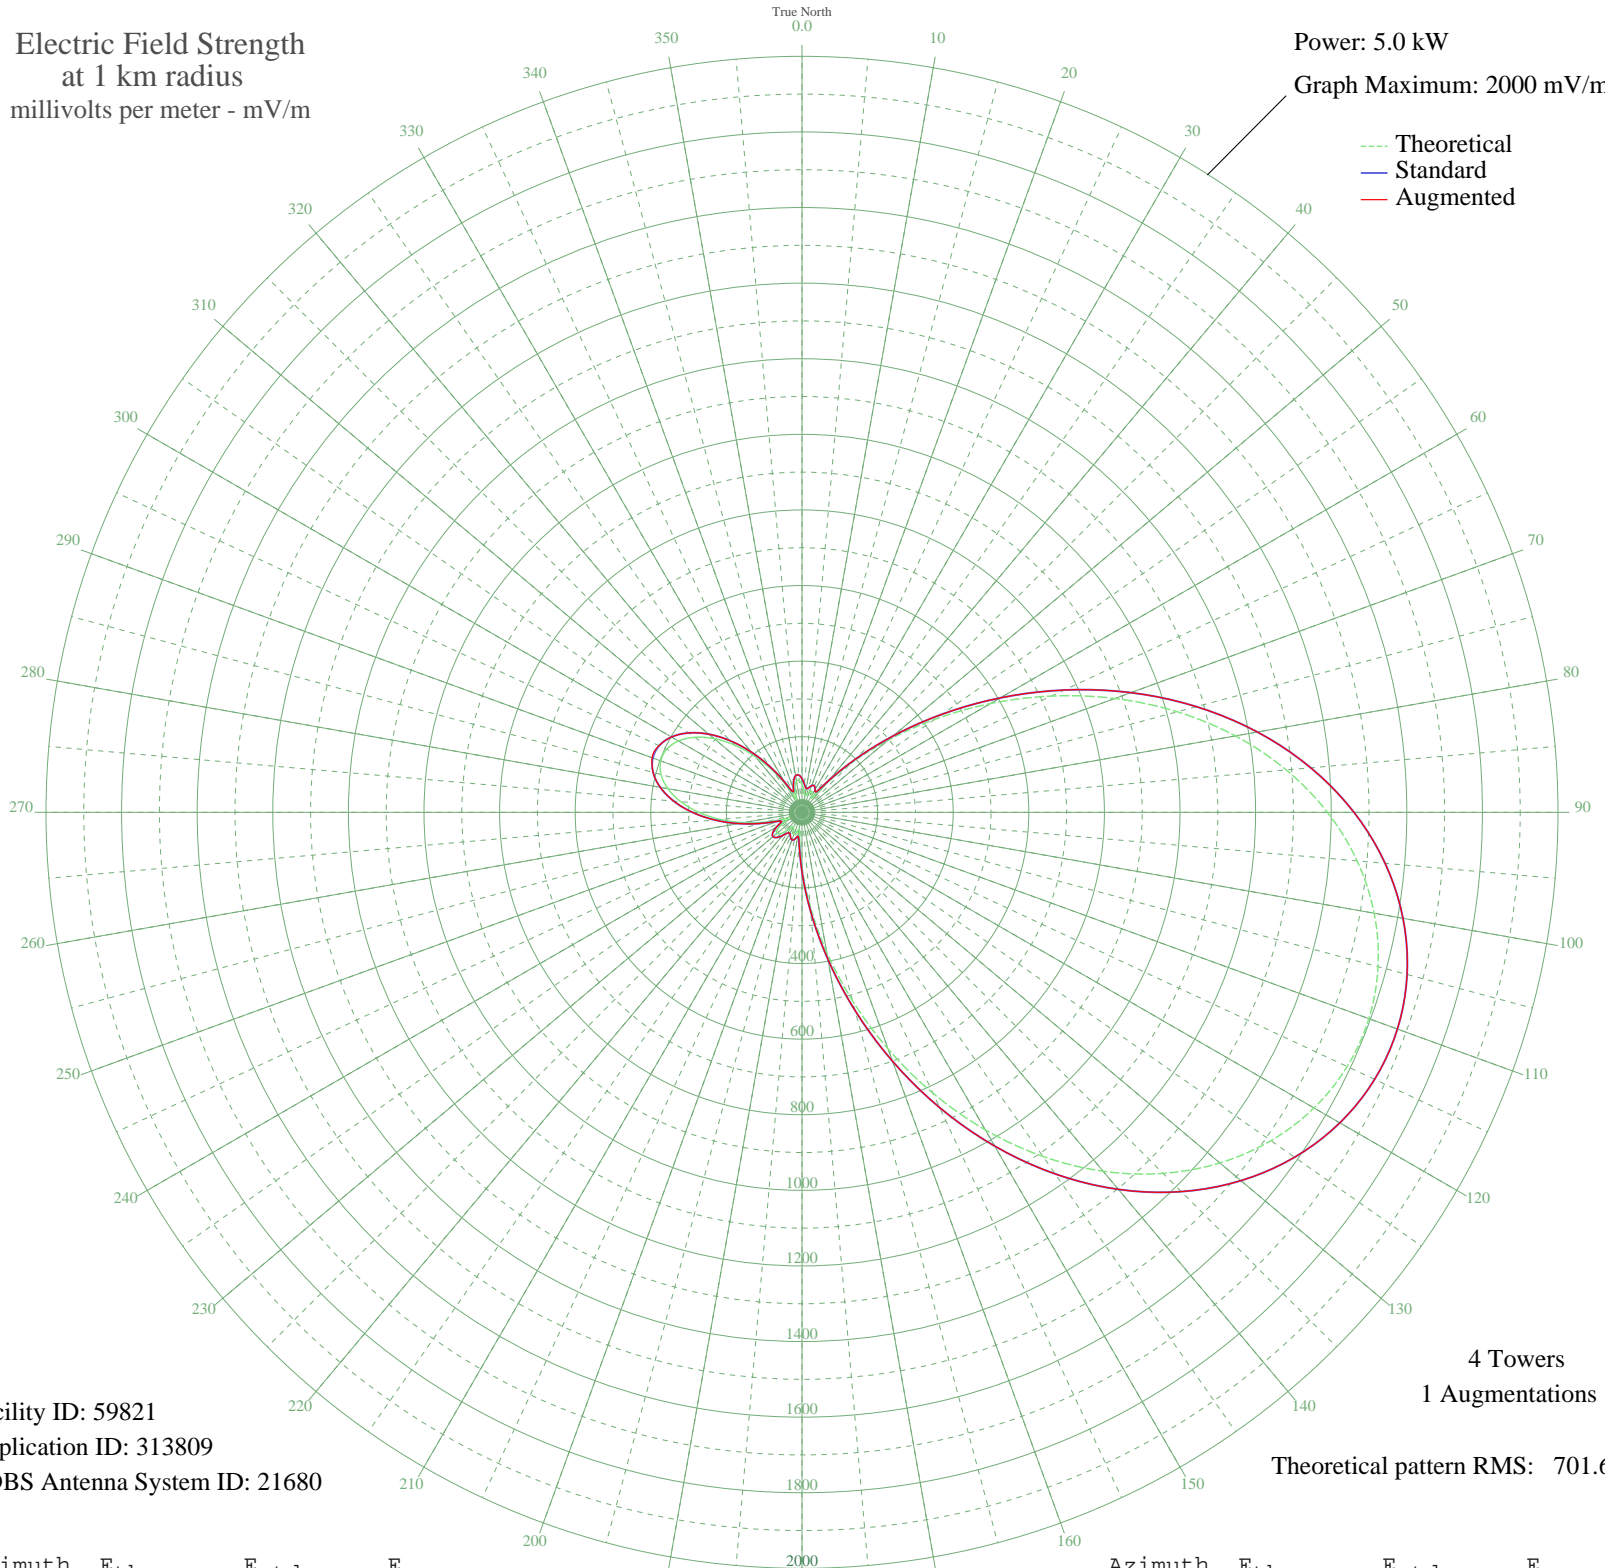 True North
0.0
Electric Field Strength
at 1 km radius
millivolts per meter - mV/m
Power: 5.0 kW
Graph Maximum: 2000 mV/m
Theoretical
Standard
Augmented
10
20
30
40
50
60
70
80
90
100
110
120
130
140
150
160
200
210
220
230
240
250
260
270
280
290
300
310
320
330
340
350
400
600
800
1000
1200
1400
1600
1800
2000
4 Towers
1 Augmentations
Theoretical pattern RMS: 701.6
cility ID: 59821
plication ID: 313809
DBS Antenna System ID: 21680
imuth E E E
Azimuth E E E